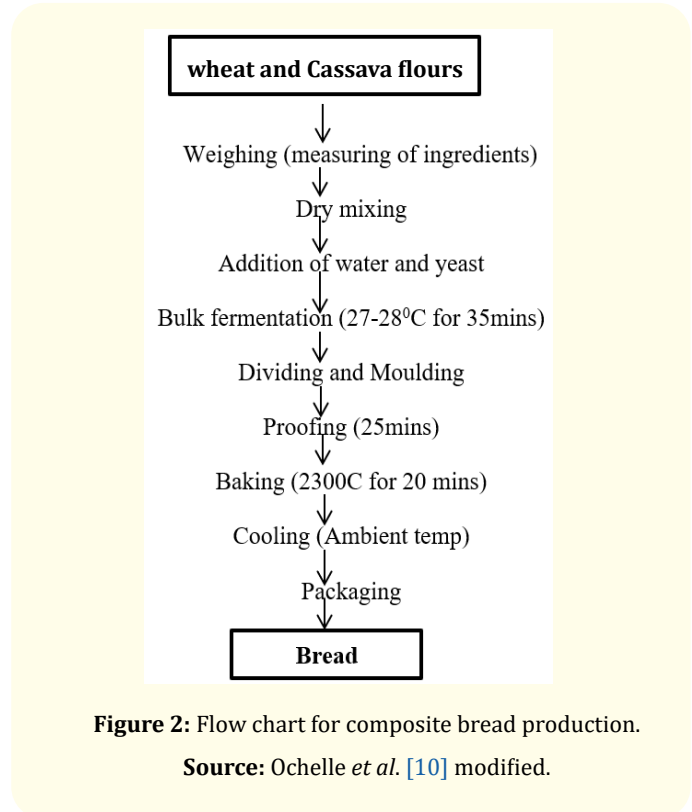 wheat and Cassava flours
Weighing (measuring of ingredients)
Dry mixing
Addition of water and yeast
Bulk fermentation (27-28⁰C for 35mins)
Dividing and Moulding
Proofing (25mins)
Baking (2300C for 20 mins)
Cooling (Ambient temp)
Packaging
Bread
Figure 2: Flow chart for composite bread production.
Source: Ochelle et al. [10] modified.